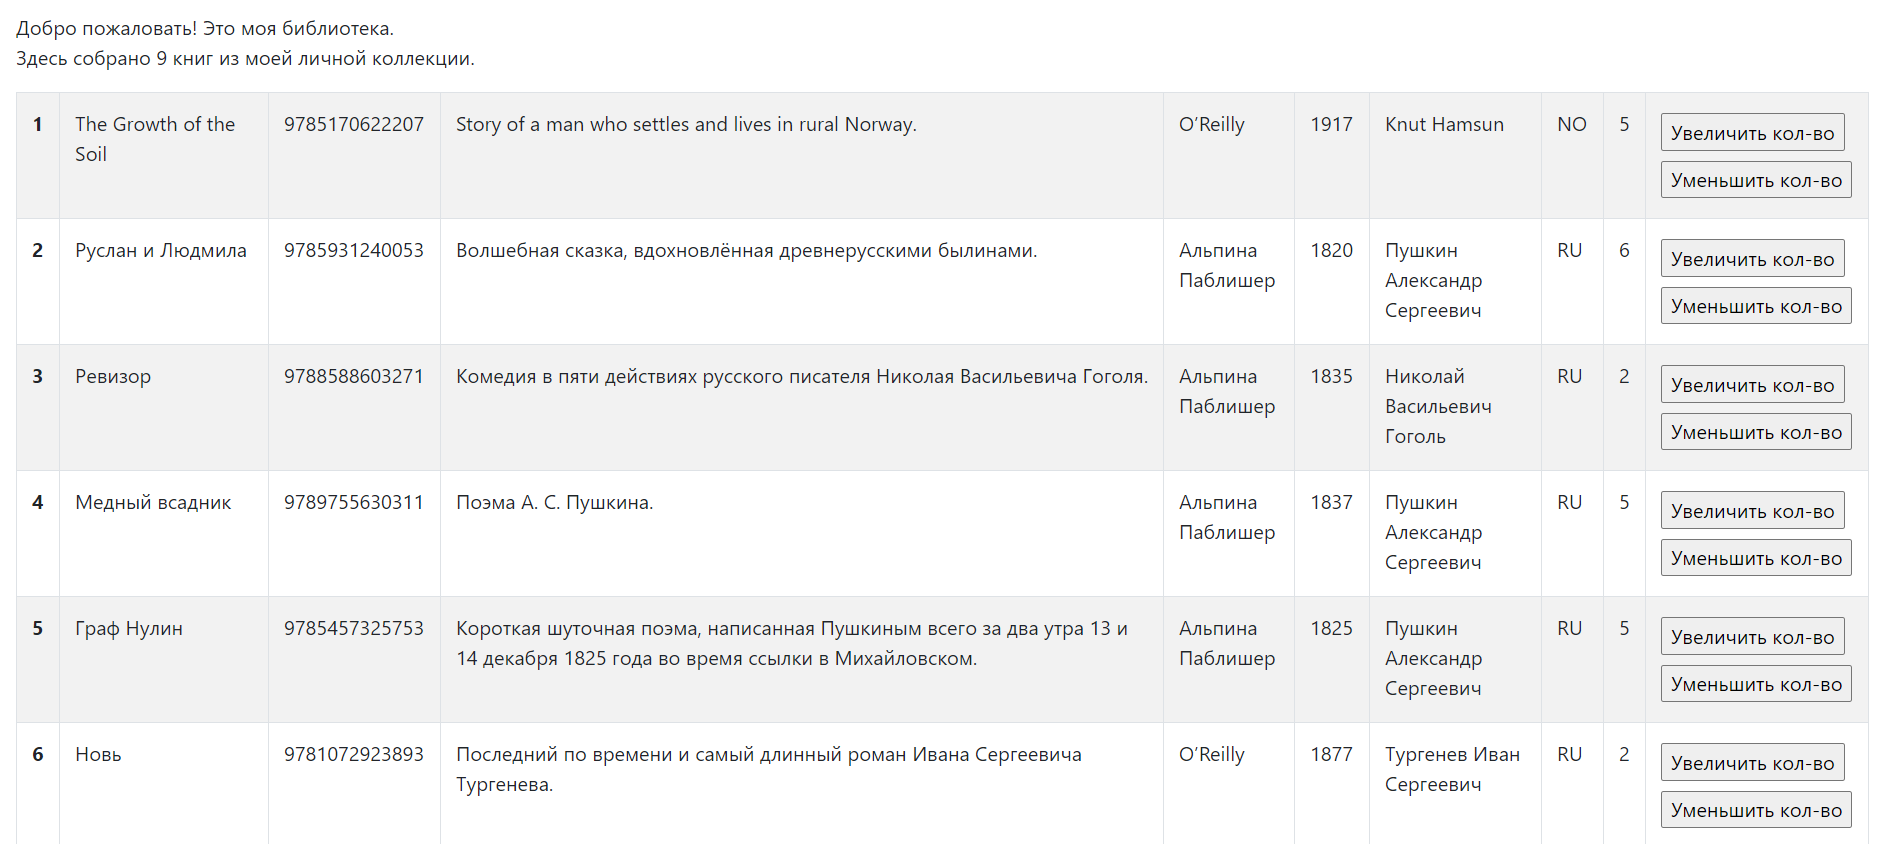 Добро пожаловать! Это моя библиотека.
Здесь собрано 9 книг из моей личной коллекции.
1 The Growth of the Soil 9785170622207 Story of a man who settles and lives in rural Norway. O’Reilly 1917 Knut Hamsun NO 5 Увеличить кол-во Уменьшить кол-во
2 Руслан и Людмила 9785931240053 Волшебная сказка, вдохновлённая древнерусскими былинами. Альпина Паблишер 1820 Пушкин Александр Сергеевич RU 6 Увеличить кол-во Уменьшить кол-во
3 Ревизор 9788588603271 Комедия в пяти действиях русского писателя Николая Васильевича Гоголя. Альпина Паблишер 1835 Николай Васильевич Гоголь RU 2 Увеличить кол-во Уменьшить кол-во
4 Медный всадник 9789755630311 Поэма А. С. Пушкина. Альпина Паблишер 1837 Пушкин Александр Сергеевич RU 5 Увеличить кол-во Уменьшить кол-во
5 Граф Нулин 9785457325753 Короткая шуточная поэма, написанная Пушкиным всего за два утра 13 и 14 декабря 1825 года во время ссылки в Михайловском. Альпина Паблишер 1825 Пушкин Александр Сергеевич RU 5 Увеличить кол-во Уменьшить кол-во
6 Новь 9781072923893 Последний по времени и самый длинный роман Ивана Сергеевича Тургенева. O’Reilly 1877 Тургенев Иван Сергеевич RU 2 Увеличить кол-во Уменьшить кол-во